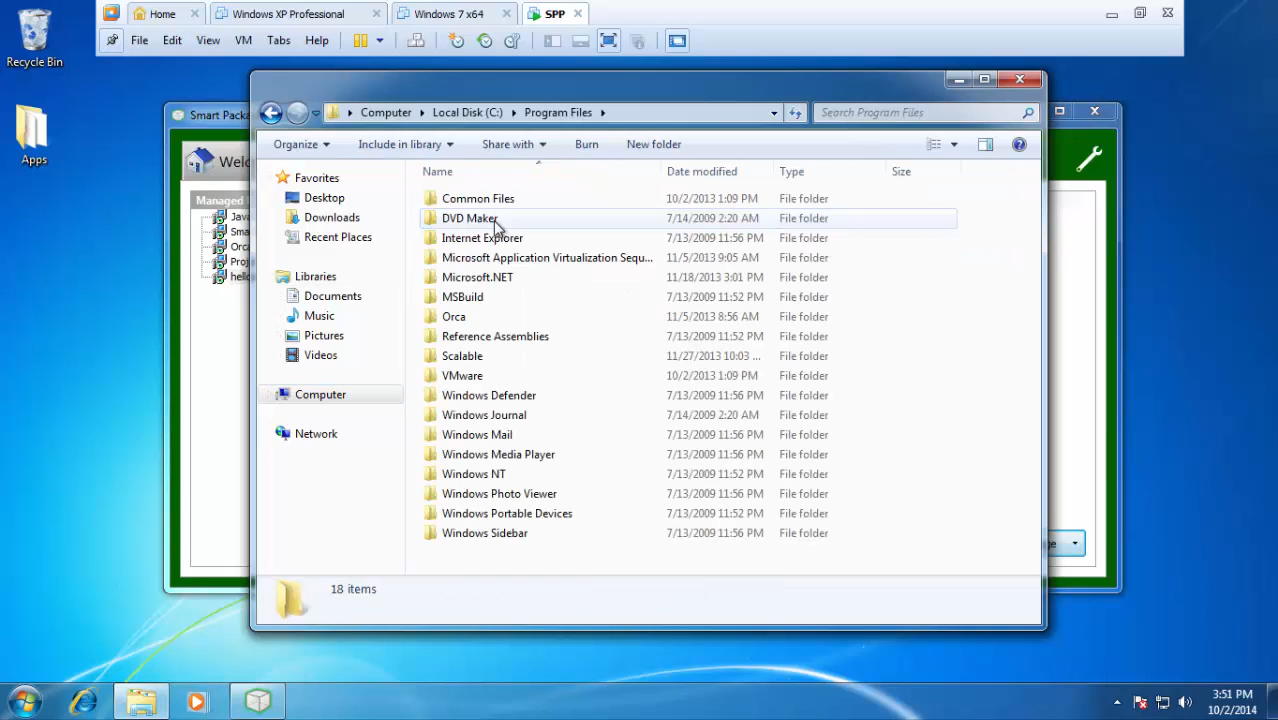 Home
Windows XP Professional
Windows 7 x64
SPP
File Edit View VM Tabs Help
Recycle Bin
Apps
Smart Packa
Computer Local Disk (C:) Program Files
Search Program Files
Organize Include in library Share with Burn New folder
Welc
Managed
Java
Sma
Orca
Proj
hello
Favorites
Desktop
Downloads
Recent Places
Libraries
Documents
Music
Pictures
Videos
Computer
Network
Name Date modified Type Size
Common Files 10/2/2013 1:09 PM File folder
DVD Maker 7/14/2009 2:20 AM File folder
Internet Explorer 7/13/2009 11:56 PM File folder
Microsoft Application Virtualization Sequ... 11/5/2013 9:05 AM File folder
Microsoft.NET 11/18/2013 3:01 PM File folder
MSBuild 7/13/2009 11:52 PM File folder
Orca 11/5/2013 8:56 AM File folder
Reference Assemblies 7/13/2009 11:52 PM File folder
Scalable 11/27/2013 10:03 ... File folder
VMware 10/2/2013 1:09 PM File folder
Windows Defender 7/13/2009 11:56 PM File folder
Windows Journal 7/14/2009 2:20 AM File folder
Windows Mail 7/13/2009 11:56 PM File folder
Windows Media Player 7/13/2009 11:56 PM File folder
Windows NT 7/13/2009 11:52 PM File folder
Windows Photo Viewer 7/13/2009 11:56 PM File folder
Windows Portable Devices 7/13/2009 11:52 PM File folder
Windows Sidebar 7/13/2009 11:56 PM File folder
ge
18 items
3:51 PM
10/2/2014